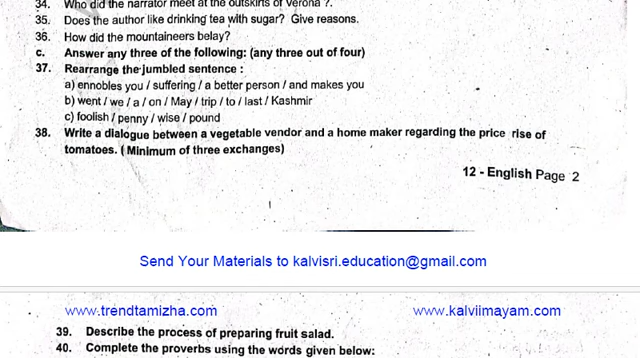 34. Who did the narrator meet at the outskirts of Verona ?.
35. Does the author like drinking tea with sugar? Give reasons.
36. How did the mountaineers belay?
c. Answer any three of the following: (any three out of four)
37. Rearrange the jumbled sentence :
a) ennobles you / suffering / a better person / and makes you
b) went / we / a / on / May / trip / to / last / Kashmir
c) foolish / penny / wise / pound
38. Write a dialogue between a vegetable vendor and a home maker regarding the price rise of
tomatoes. ( Minimum of three exchanges)
12 - English Page 2
Send Your Materials to kalvisri.education@gmail.com
www.trendtamizha.com www.kalviimayam.com
39. Describe the process of preparing fruit salad.
40. Complete the proverbs using the words given below: